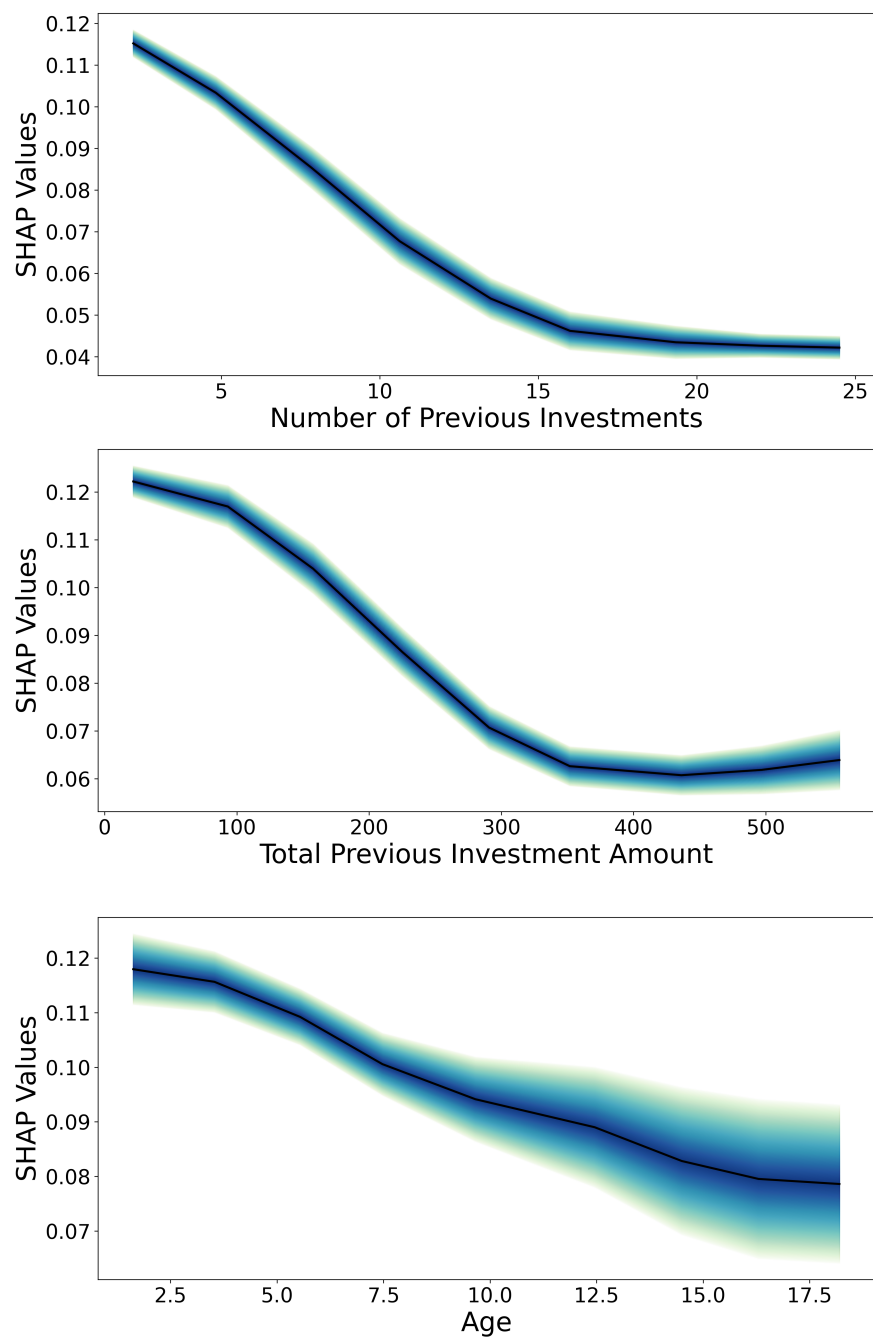 0.12
0.11
0.10
0.09
0.08
0.07
0.06
0.05
0.04
SHAP Values
5 10 15 20 25
Number of Previous Investments
0.12
0.11
0.10
0.09
0.08
0.07
0.06
SHAP Values
0 100 200 300 400 500
Total Previous Investment Amount
0.12
0.11
0.10
0.09
0.08
0.07
SHAP Values
2.5 5.0 7.5 10.0 12.5 15.0 17.5
Age